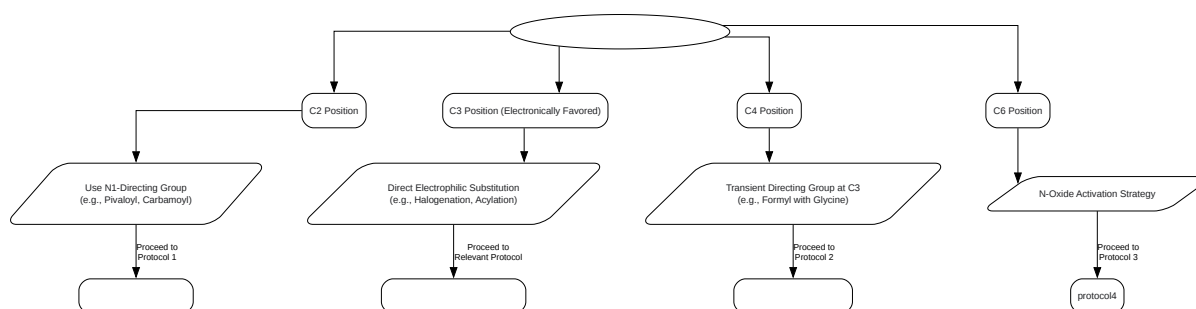 C2 Position
C3 Position (Electronically Favored)
C4 Position
C6 Position
Use N1-Directing Group
(e.g., Pivaloyl, Carbamoyl)
Direct Electrophilic Substitution
(e.g., Halogenation, Acylation)
Transient Directing Group at C3
(e.g., Formyl with Glycine)
N-Oxide Activation Strategy
Proceed to
Protocol 1
Proceed to
Relevant Protocol
Proceed to
Protocol 2
Proceed to
Protocol 3
protocol4